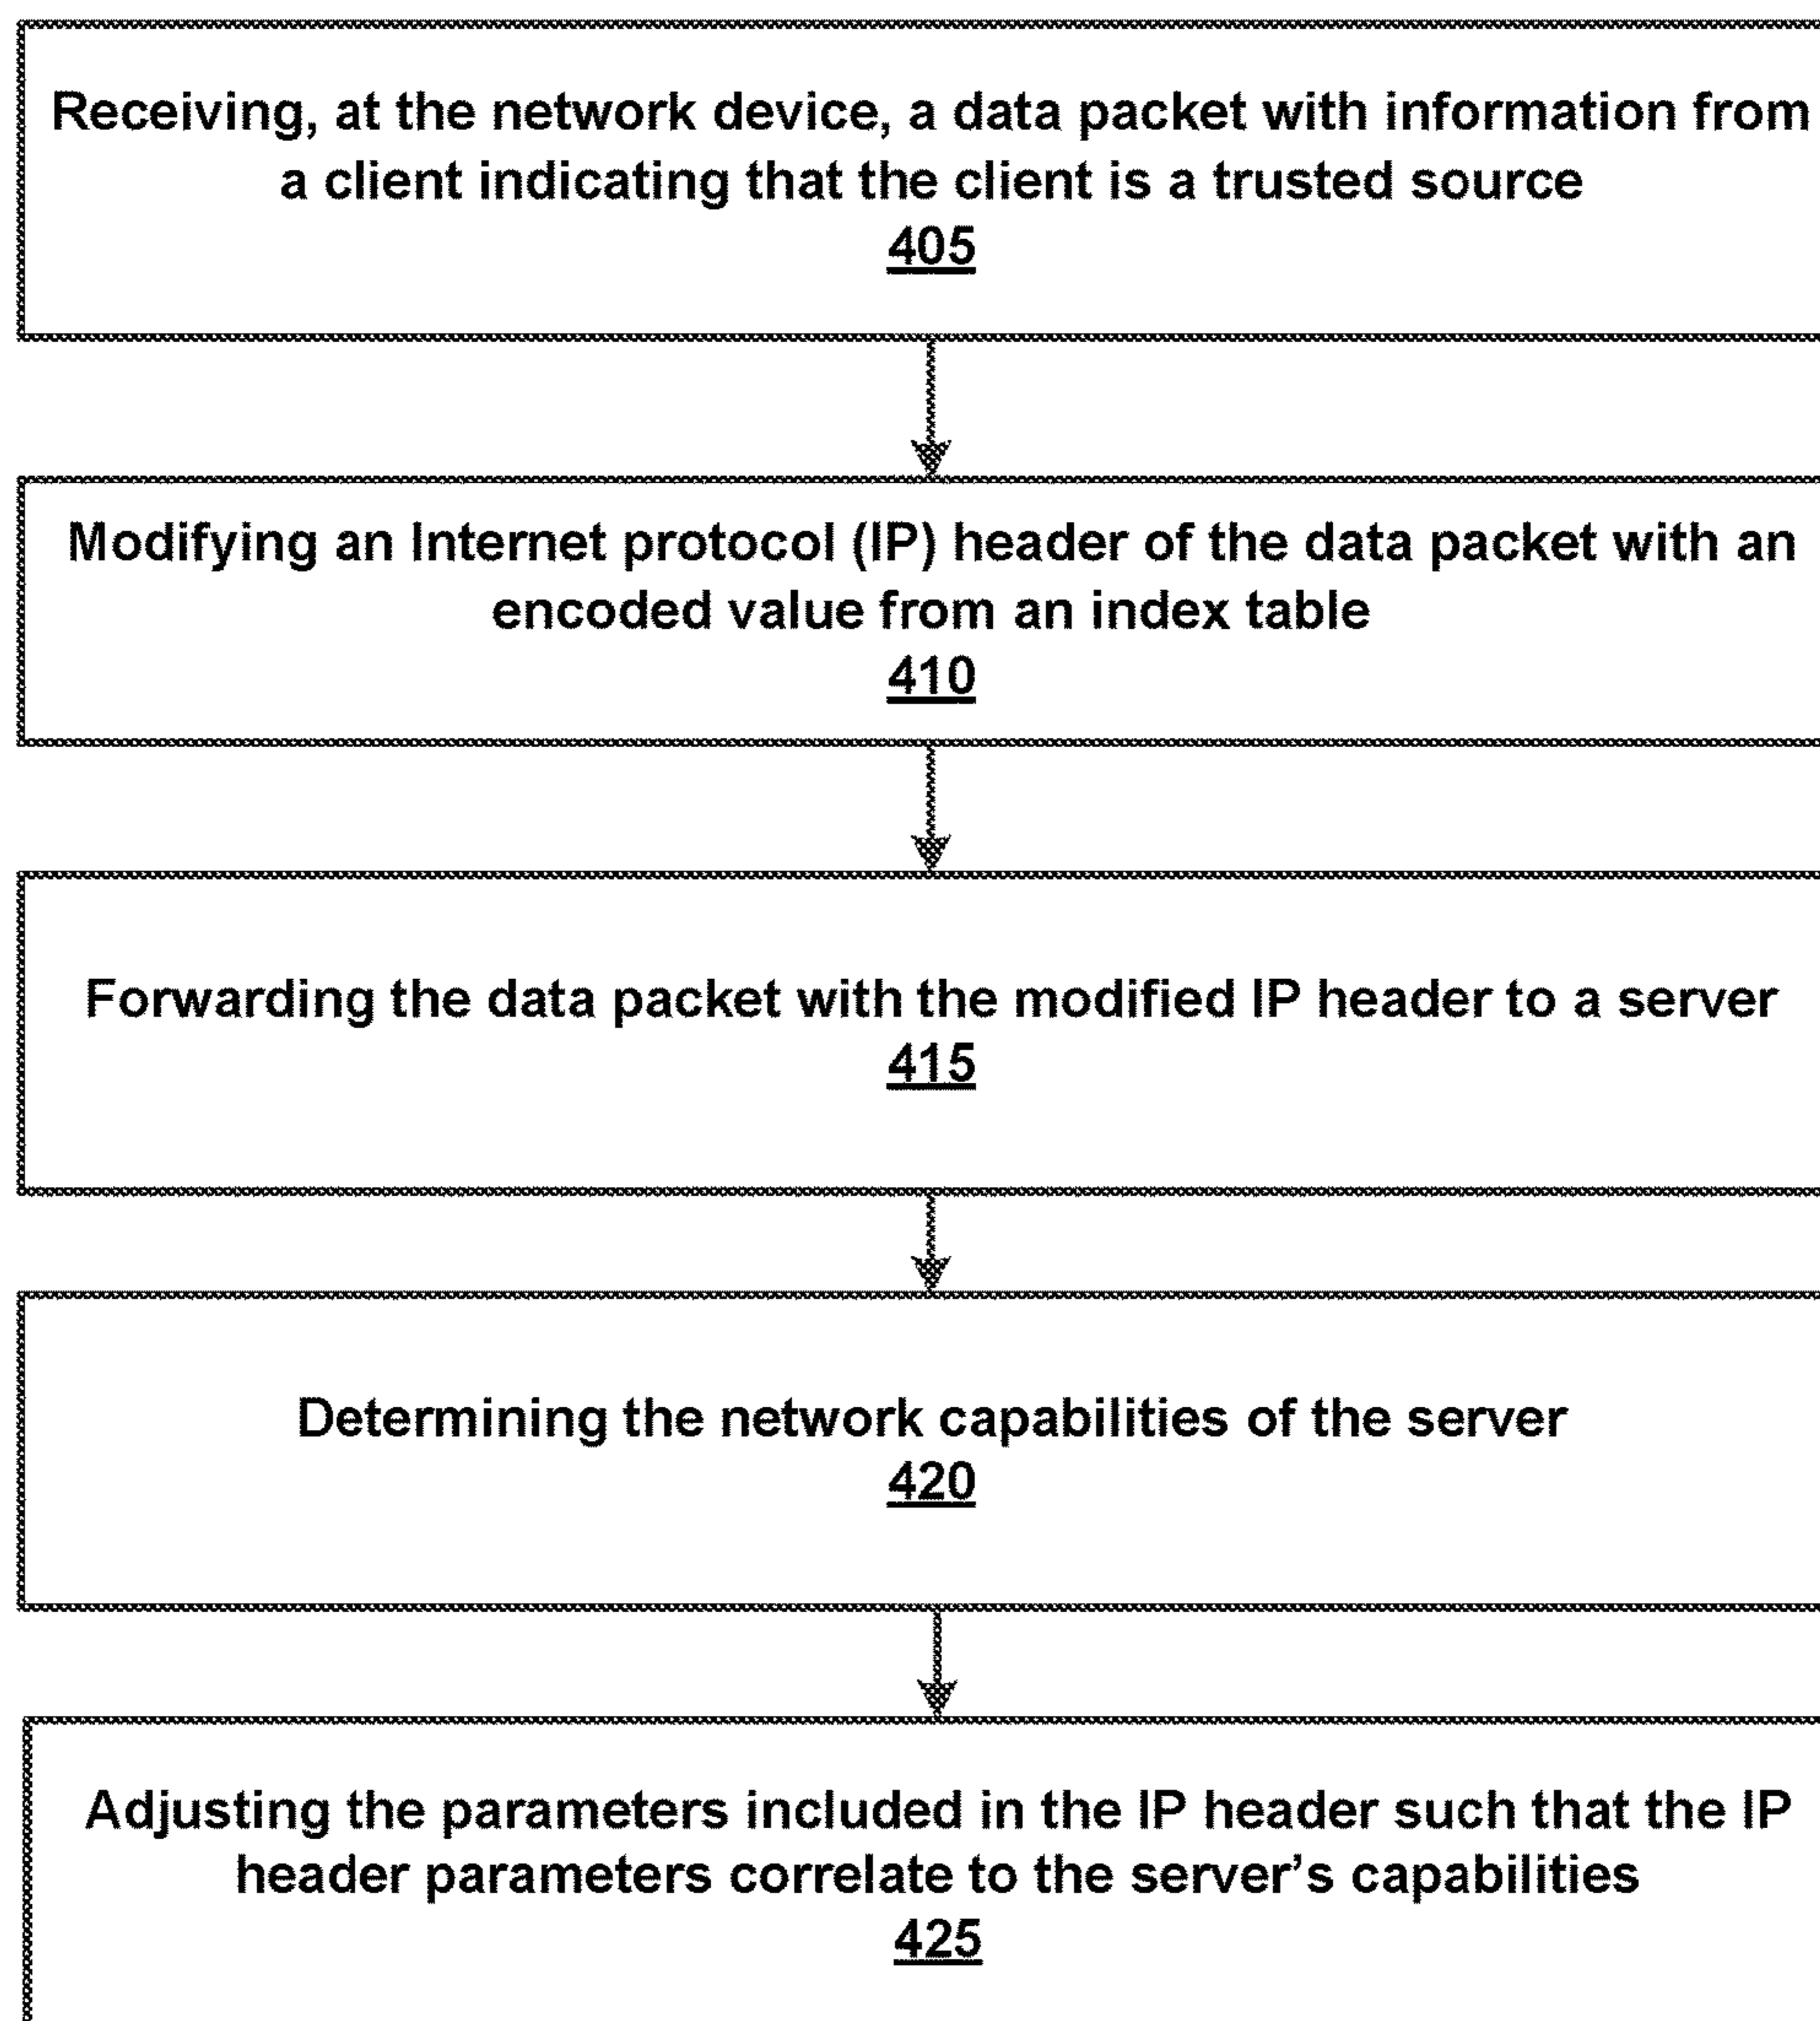 Receiving, at the network device, a data packet with information from
a client indicating that the client is a trusted source
405
Modifying an Internet protocol (IP) header of the data packet with an
encoded value from an index table
410
Forwarding the data packet with the modified IP header to a server
415
Determining the network capabilities of the server
420
Adjusting the parameters included in the IP header such that the IP
header parameters correlate to the server’s capabilities
425